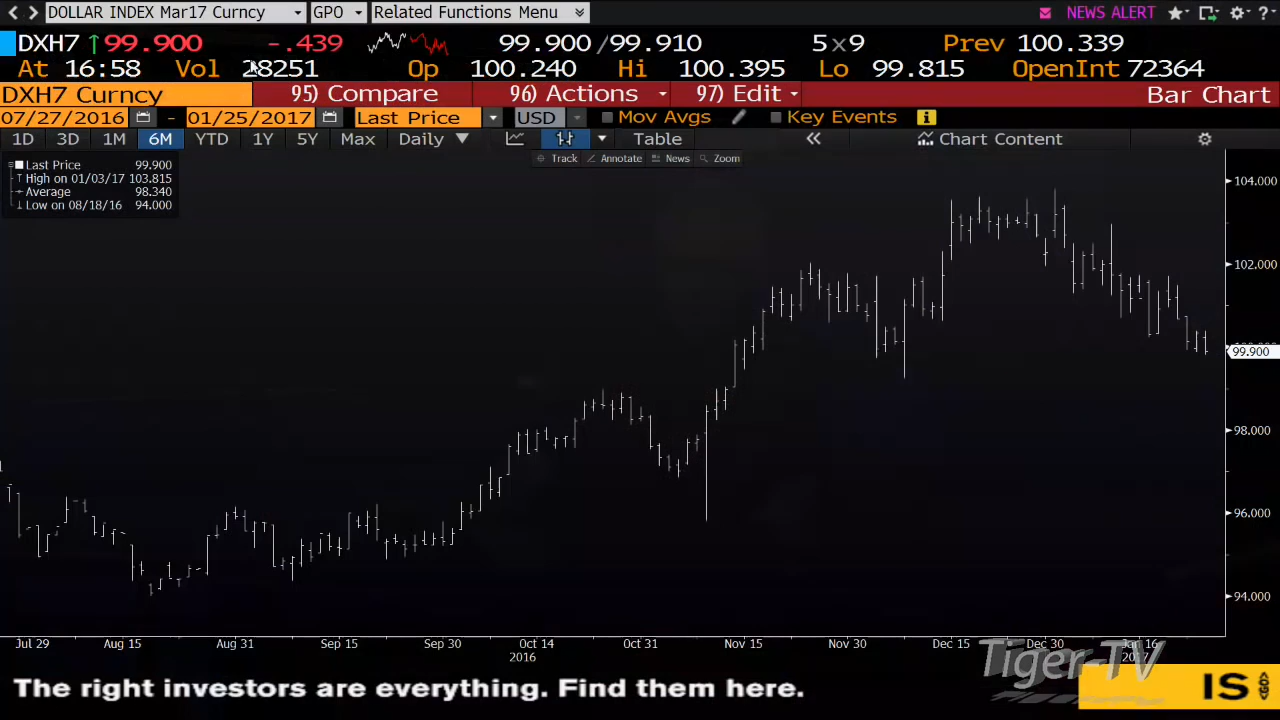 DOLLAR INDEX Mar17 Curncy GPO Related Functions Menu NEWS ALERT ?
DXH7 ↑99.900 -.439 99.900/99.910 5x9 Prev 100.339
At 16:58 Vol 28251 Op 100.240 Hi 100.395 Lo 99.815 OpenInt 72364
DXH7 Curncy 95) Compare 96) Actions 97) Edit Bar Chart
07/27/2016 - 01/25/2017 Last Price USD Mov Avgs Key Events i
1D 3D 1M 6M YTD 1Y 5Y Max Daily Table Chart Content
Track Annotate News Zoom
Last Price 99.900
High on 01/03/17 103.815
Average 98.340
Low on 08/18/16 94.000
104.000
102.000
99.900
98.000
96.000
94.000
Jul 29 Aug 15 Aug 31 Sep 15 Sep 30 Oct 14 Oct 31 Nov 15 Nov 30 Dec 15 Dec 30 Jan 16
2016 2017
Tiger-TV
The right investors are everything. Find them here.
IS